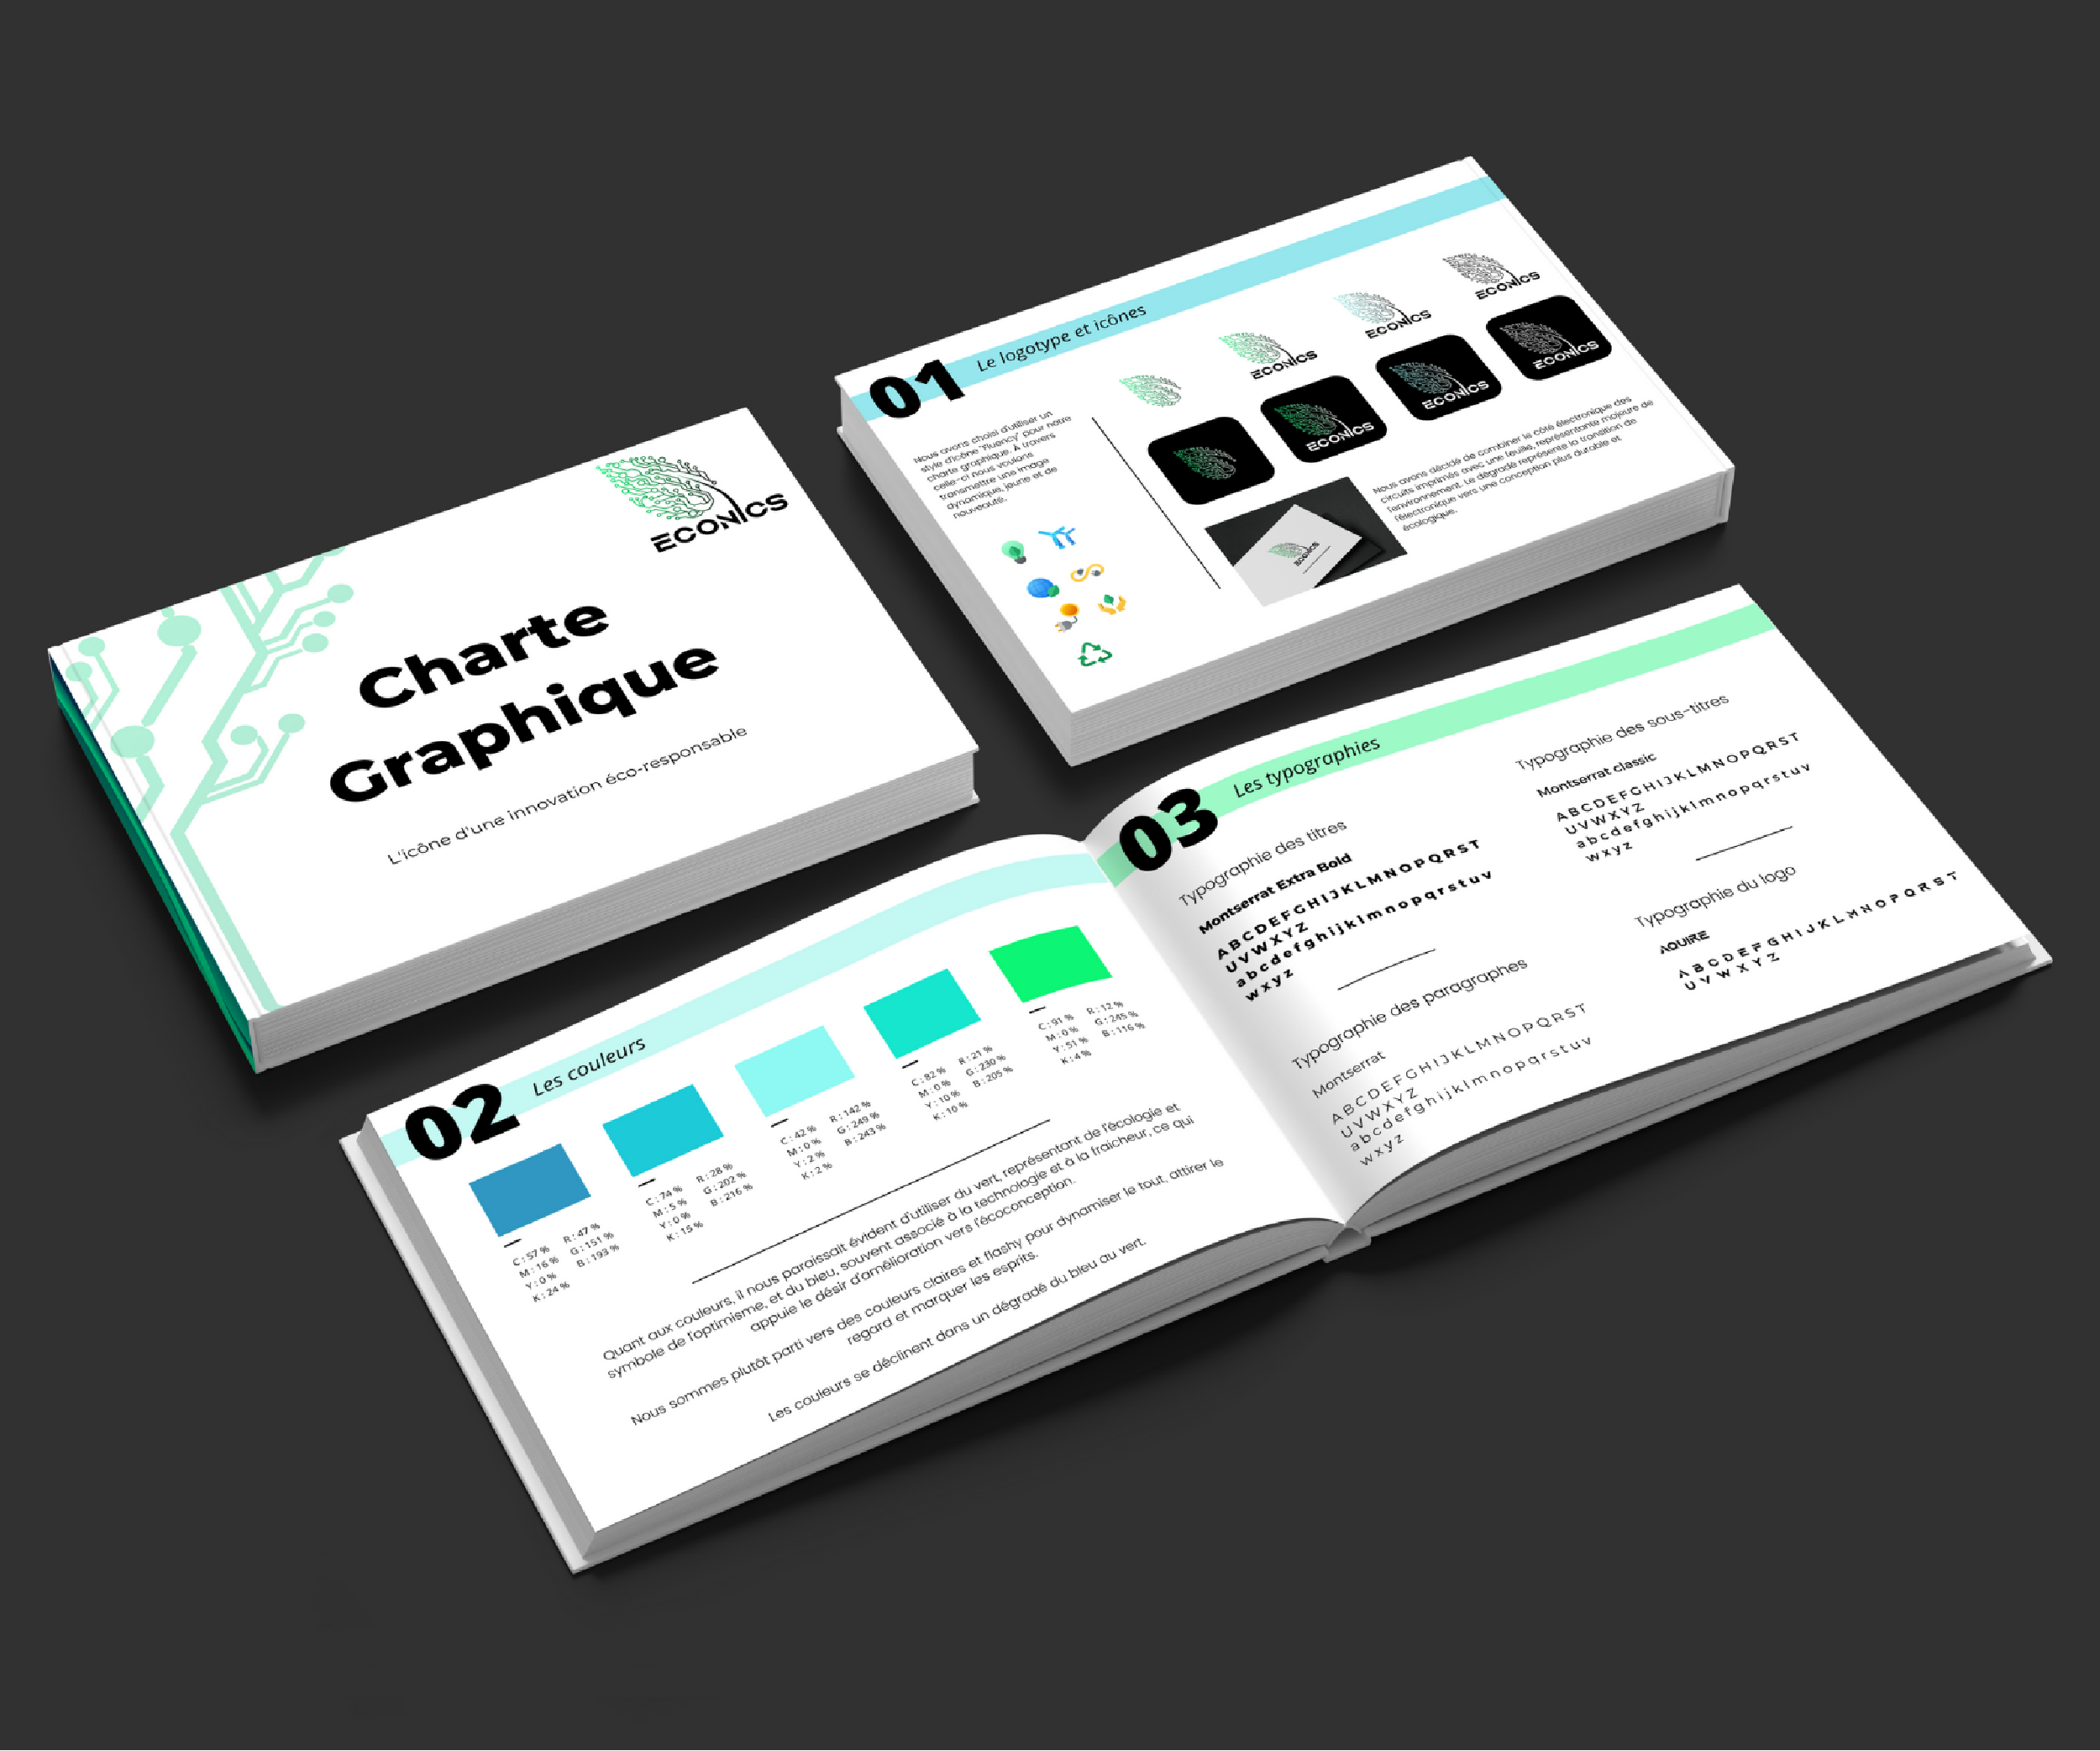 ECONICS
Charte
Graphique
L'icône d'une innovation éco-responsable
01
Le logotype et icônes
Nous avons choisi d'utiliser un
style d'icône "Fluency" pour notre
charte graphique. À travers
celle-ci nous voulons
transmettre une image
dynamique, jeune et de
nouveauté.
ECONICS
ECONICS
ECONICS
ECONICS
ECONICS
ECONICS
ECONICS
Nous avons décidé de combiner le côté électronique des
circuits imprimés avec une feuille, représentante majeure de
l'environnement. Le dégradé représente la transition de
l'électronique vers une conception plus durable et
écologique.
02
Les couleurs
C : 57 %
M : 16 %
Y : 0 %
K : 24 %
R : 47 %
G : 151 %
B : 193 %
C : 74 %
M : 5 %
Y : 0 %
K : 15 %
R : 28 %
G : 202 %
B : 216 %
C : 42 %
M : 0 %
Y : 2 %
K : 2 %
R : 142 %
G : 249 %
B : 243 %
C : 82 %
M : 0 %
Y : 10 %
K : 10 %
R : 21 %
G : 230 %
B : 205 %
C : 91 %
M : 0 %
Y : 51 %
K : 4 %
R : 12 %
G : 245 %
B : 116 %
Quant aux couleurs, il nous paraissait évident d'utiliser du vert, représentant de l'écologie et
symbole de l'optimisme, et du bleu, souvent associé à la technologie et à la fraicheur, ce qui
appuie le désir d'amélioration vers l'écoconception.
Nous sommes plutôt parti vers des couleurs claires et flashy pour dynamiser le tout, attirer le
regard et marquer les esprits.
Les couleurs se déclinent dans un dégradé du bleu au vert.
03
Les typographies
Typographie des titres
Montserrat Extra Bold
A B C D E F G H I J K L M N O P Q R S T
U V W X Y Z
a b c d e f g h i j k l m n o p q r s t u v
w x y z
Typographie des paragraphes
Montserrat
A B C D E F G H I J K L M N O P Q R S T
U V W X Y Z
a b c d e f g h i j k l m n o p q r s t u v
w x y z
Typographie des sous-titres
Montserrat classic
A B C D E F G H I J K L M N O P Q R S T
U V W X Y Z
a b c d e f g h i j k l m n o p q r s t u v
w x y z
Typographie du logo
AQUIRE
A B C D E F G H I J K L M N O P Q R S T
U V W X Y Z